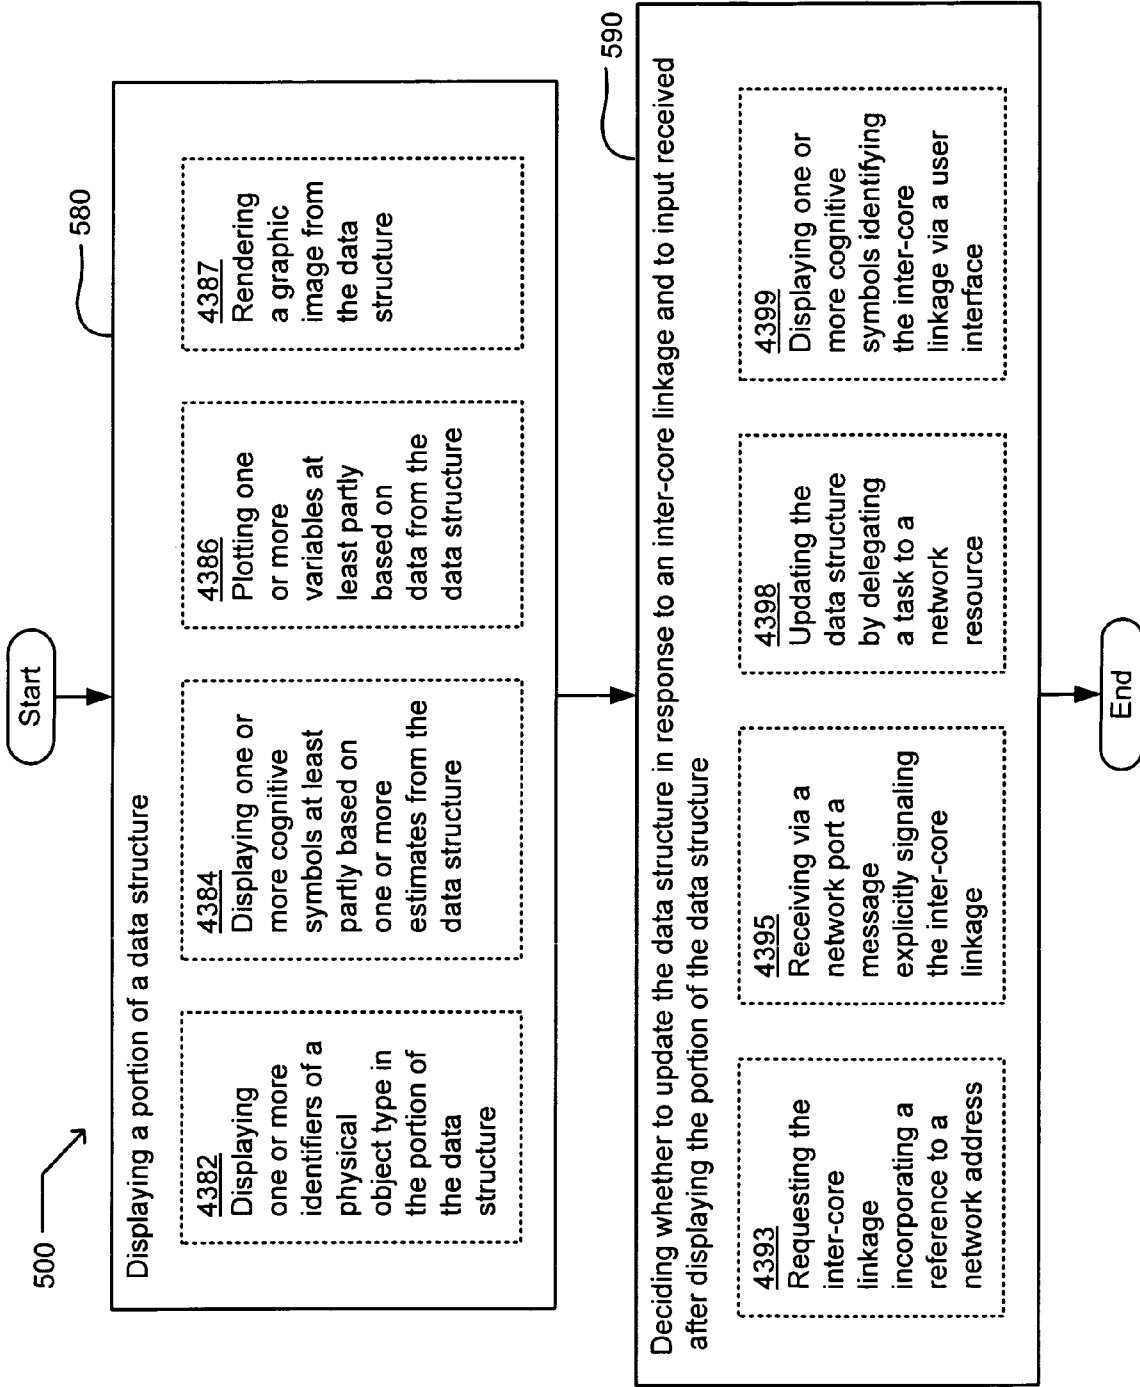 500
Start
580
Displaying a portion of a data structure
4382
Displaying
one or more
identifiers of a
physical
object type in
the portion of
the data
structure
4384
Displaying one or
more cognitive
symbols at least
partly based on
one or more
estimates from the
data structure
4386
Plotting one
or more
variables at
least partly
based on
data from the
data structure
4387
Rendering
a graphic
image from
the data
structure
590
Deciding whether to update the data structure in response to an inter-core linkage and to input received
after displaying the portion of the data structure
4393
Requesting the
inter-core
linkage
incorporating a
reference to a
network address
4395
Receiving via a
network port a
message
explicitly signaling
the inter-core
linkage
4398
Updating the
data structure
by delegating
a task to a
network
resource
4399
Displaying one or
more cognitive
symbols identifying
the inter-core
linkage via a user
interface
End